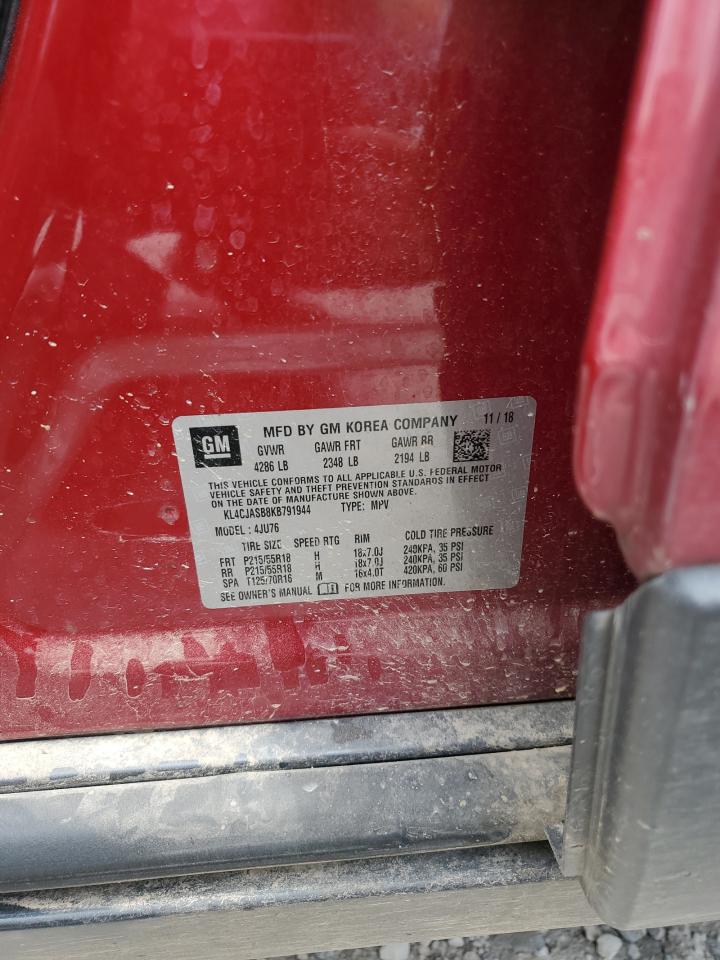 GM
MFD BY GM KOREA COMPANY 11 / 18
GVWR GAWR FRT GAWR RR
4286 LB 2348 LB 2194 LB
THIS VEHICLE CONFORMS TO ALL APPLICABLE U.S. FEDERAL MOTOR
VEHICLE SAFETY AND THEFT PREVENTION STANDARDS IN EFFECT
ON THE DATE OF MANUFACTURE SHOWN ABOVE.
KL4CJASB8KB791944 TYPE: MPV
MODEL: 4JU76
TIRE SIZE SPEED RTG RIM COLD TIRE PRESSURE
FRT P215/55R18 H 18x7.0J 240KPA, 35 PSI
RR P215/55R18 H 18x7.0J 240KPA, 35 PSI
SPA T125/70R16 M 16x4.0T 420KPA, 60 PSI
SEE OWNER'S MANUAL FOR MORE INFORMATION.